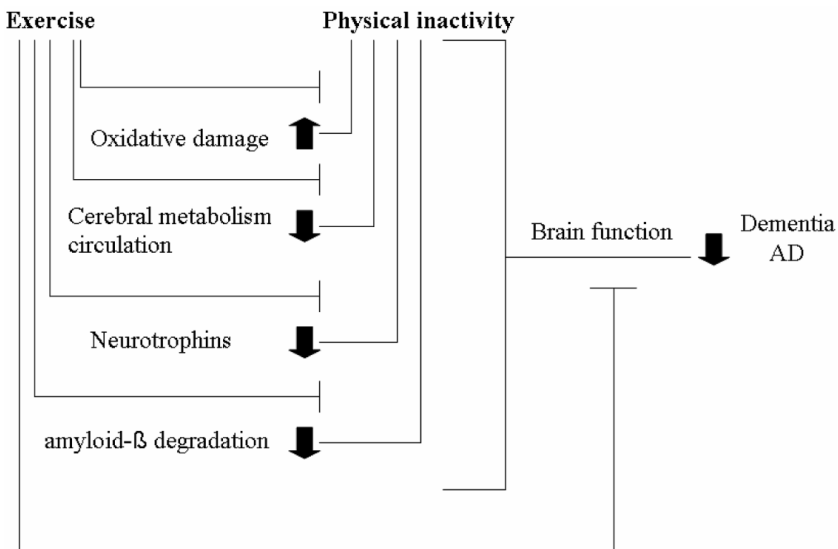 Exercise
Physical inactivity
Oxidative damage
Cerebral metabolism
circulation
Neurotrophins
amyloid-ß degradation
Brain function
Dementia
AD